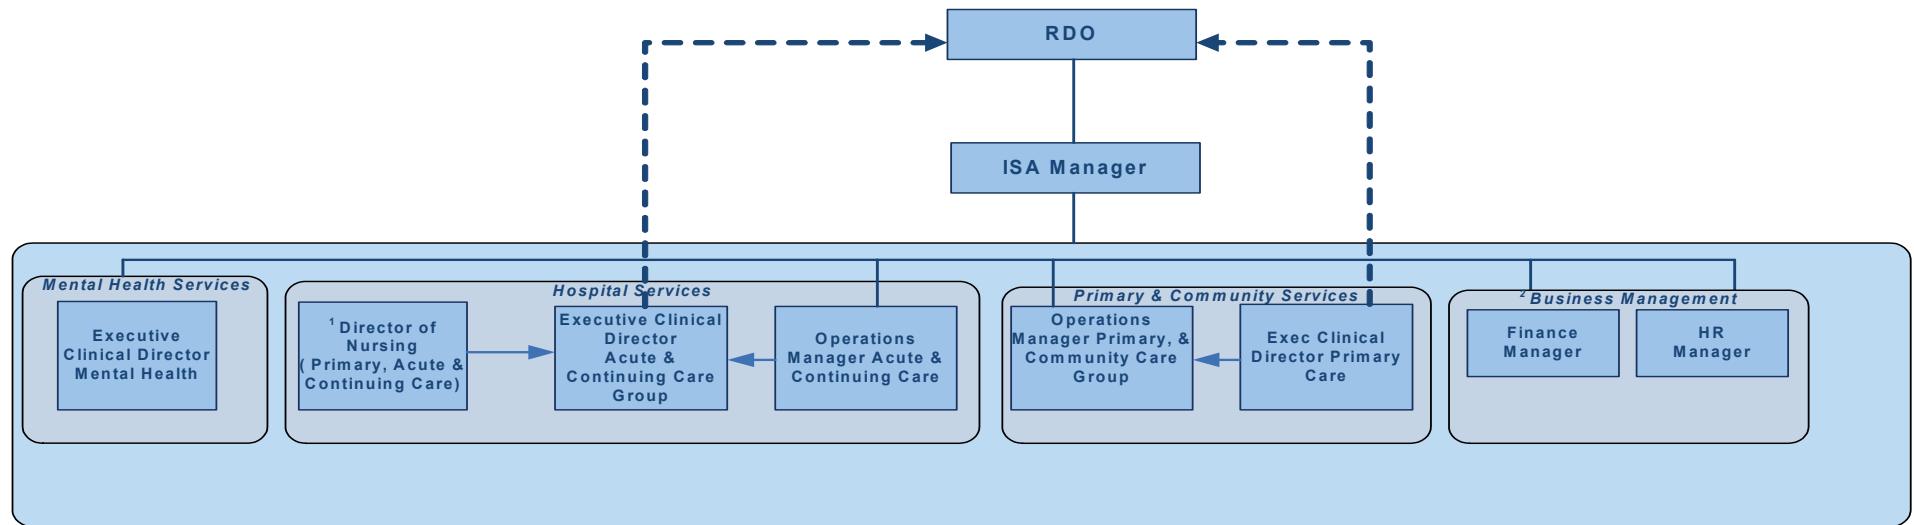 RDO
ISA Manager
Mental Health Services
Executive
Clinical Director
Mental Health
Hospital Services
1 Director of
Nursing
( Primary, Acute &
Continuing Care)
Executive Clinical
Director
Acute &
Continuing Care
Group
Operations
Manager Acute &
Continuing Care
Primary & Community Services
Operations
Manager Primary, &
Community Care
Group
Exec Clinical
Director Primary
Care
2 Business Management
Finance
Manager
HR
Manager